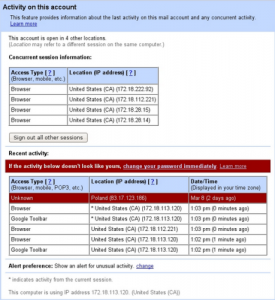 Activity on this account
This feature provides information about the last activity on this mail account and any concurrent activity.
Learn more
This account is open in 4 other locations.
(Location may refer to a different session on the same computer.)
Concurrent session information:
Access Type [ ? ] Location (IP address) [ ? ]
(Browser, mobile, etc.)
Browser United States (CA) (172.18.222.82)
Browser United States (CA) (172.18.112.221)
Browser United States (CA) (172.18.28.15)
Browser United States (CA) (172.18.28.14)
Sign out all other sessions
Recent activity:
If the activity below doesn't look like yours, change your password immediately. Learn more
Access Type [ ? ] Location (IP address) [ ? ] Date/Time
(Browser, mobile, POP3, etc.) (Displayed in your time zone)
Unknown Poland (83.17.123.186) Mar 8 (2 days ago)
Browser * United States (CA) (172.18.113.120) 1:03 pm (0 minutes ago)
Google Toolbar * United States (CA) (172.18.113.120) 1:03 pm (0 minutes ago)
Browser United States (CA) (172.18.112.221) 1:03 pm (0 minutes ago)
Browser United States (CA) (172.18.113.120) 1:02 pm (1 minute ago)
Google Toolbar United States (CA) (172.18.113.120) 1:02 pm (1 minute ago)
Alert preference: Show an alert for unusual activity. change
* indicates activity from the current session.
This computer is using IP address 172.18.113.120. (United States (CA))